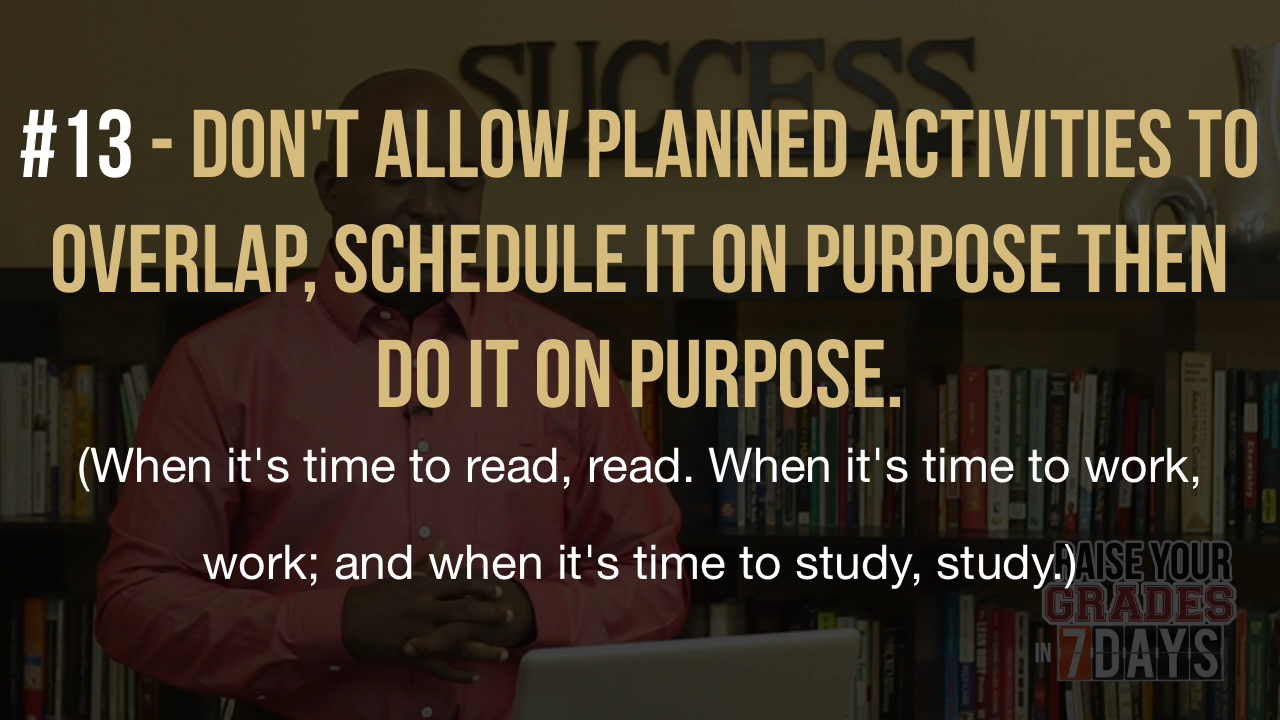 SUCCESS
#13 - DON'T ALLOW PLANNED ACTIVITIES TO
OVERLAP, SCHEDULE IT ON PURPOSE THEN
DO IT ON PURPOSE.
(When it's time to read, read. When it's time to work,
work; and when it's time to study, study.)
RAISE YOUR
GRADES
IN 7 DAYS